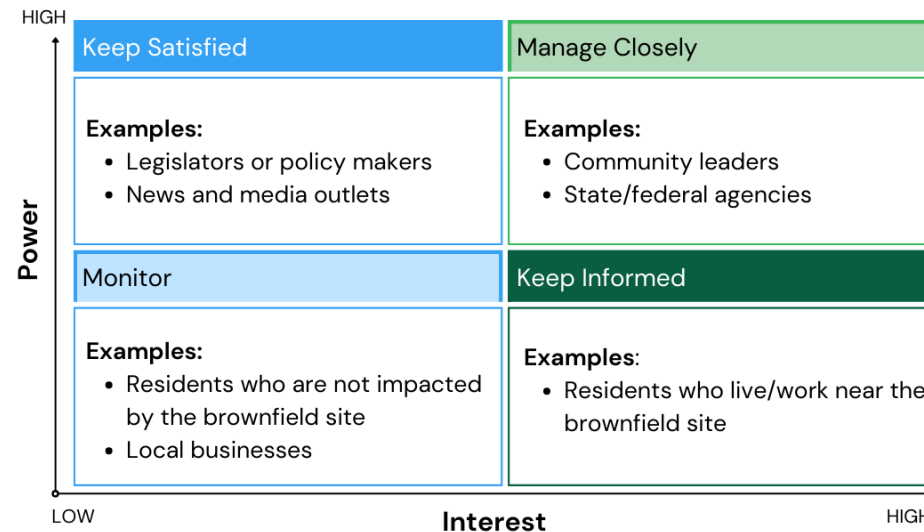 HIGH
Keep Satisfied
Manage Closely
Examples:
• Legislators or policy makers
• News and media outlets
Examples:
• Community leaders
• State/federal agencies
Power
Monitor
Keep Informed
Examples:
• Residents who are not impacted
by the brownfield site
• Local businesses
Examples:
• Residents who live/work near the
brownfield site
LOW
Interest
HIGH